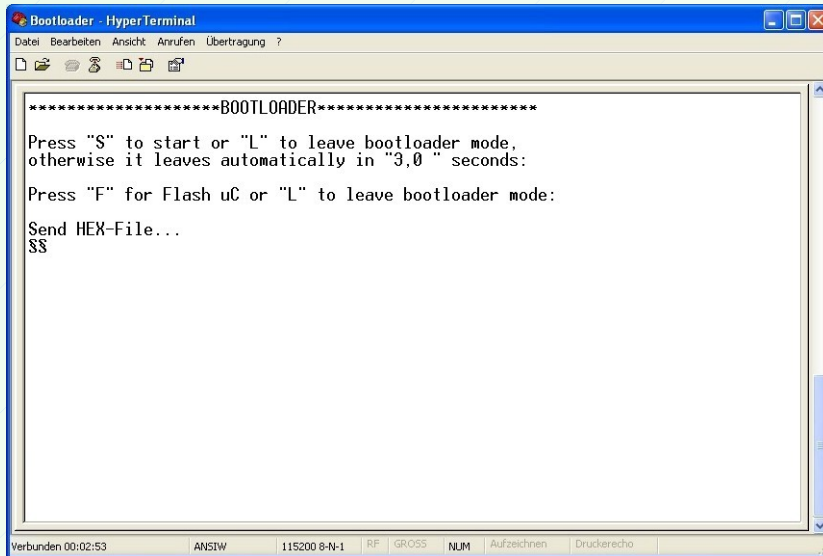 Bootloader - HyperTerminal
Datei Bearbeiten Ansicht Anrufen Übertragung ?
********************BOOTLOADER***********************
Press "S" to start or "L" to leave bootloader mode,
otherwise it leaves automatically in "3,0 " seconds:
Press "F" for Flash uC or "L" to leave bootloader mode:
Send HEX-File...
§§
Verbunden 00:02:53 ANSIW 115200 8-N-1 RF GROSS NUM Aufzeichnen Druckerecho